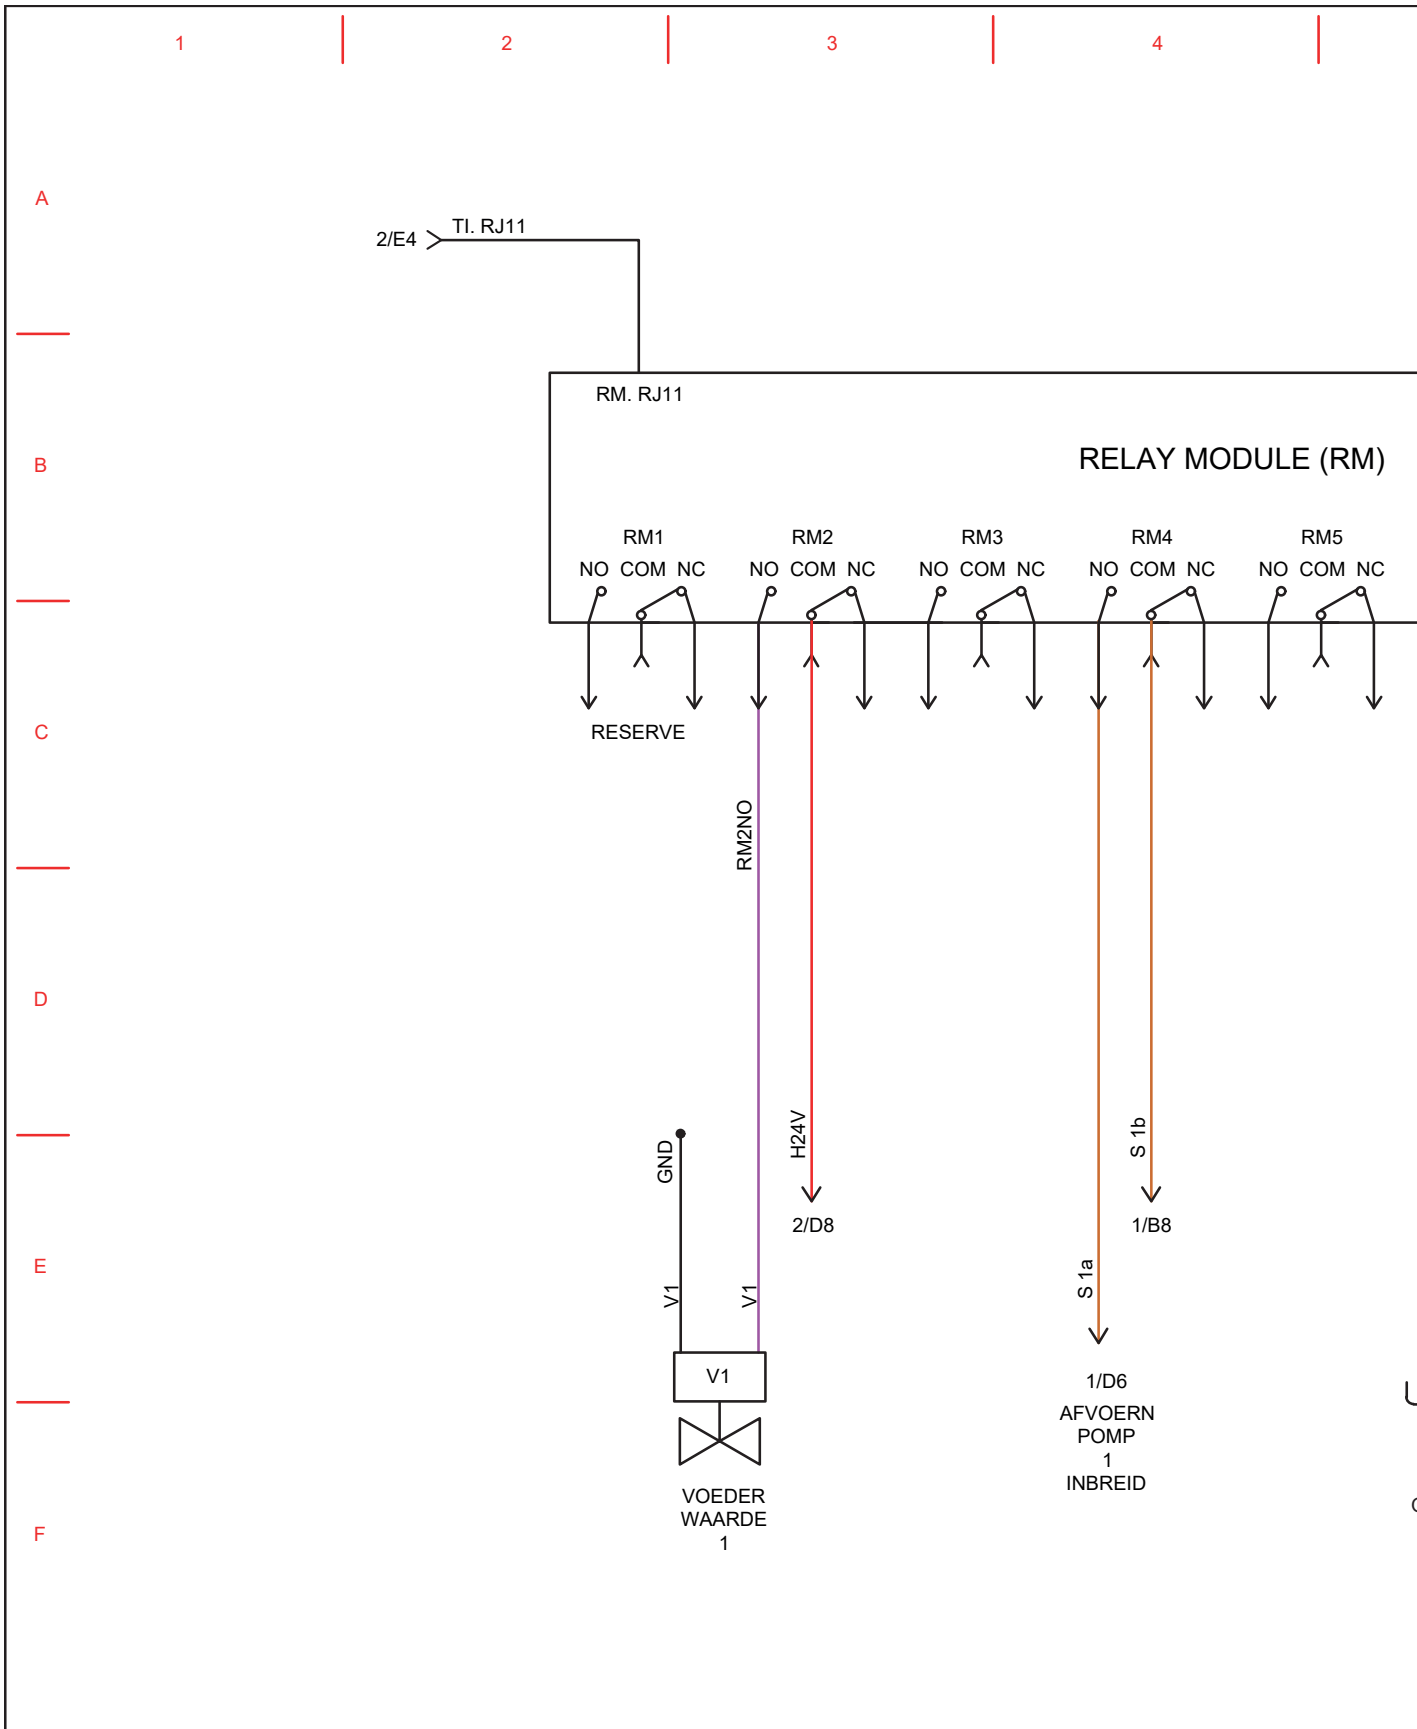 1 2 3 4
A
TI. RJ11
2/E4
RM. RJ11
B
RELAY MODULE (RM)
RM1 RM2 RM3 RM4 RM5
NO COM NC NO COM NC NO COM NC NO COM NC NO COM NC
C
RESERVE
RM2NO
D
GND
H24V
S 1b
2/D8
1/B8
E
V1
V1
S 1a
V1
1/D6
AFVOERN
POMP
1
INBREID
VOEDER
WAARDE
1
F